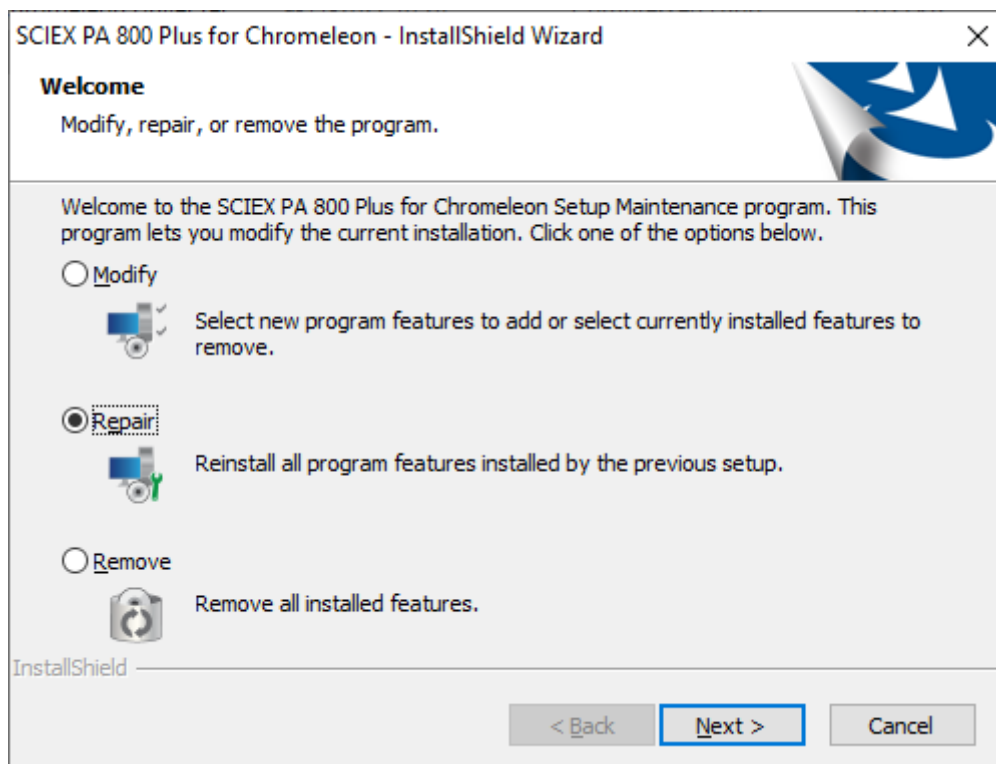 SCIEX PA 800 Plus for Chromeleon - InstallShield Wizard
Welcome
Modify, repair, or remove the program.
Welcome to the SCIEX PA 800 Plus for Chromeleon Setup Maintenance program. This
program lets you modify the current installation. Click one of the options below.
Modify
Select new program features to add or select currently installed features to
remove.
Repair
Reinstall all program features installed by the previous setup.
Remove
Remove all installed features.
InstallShield
< Back
Next >
Cancel